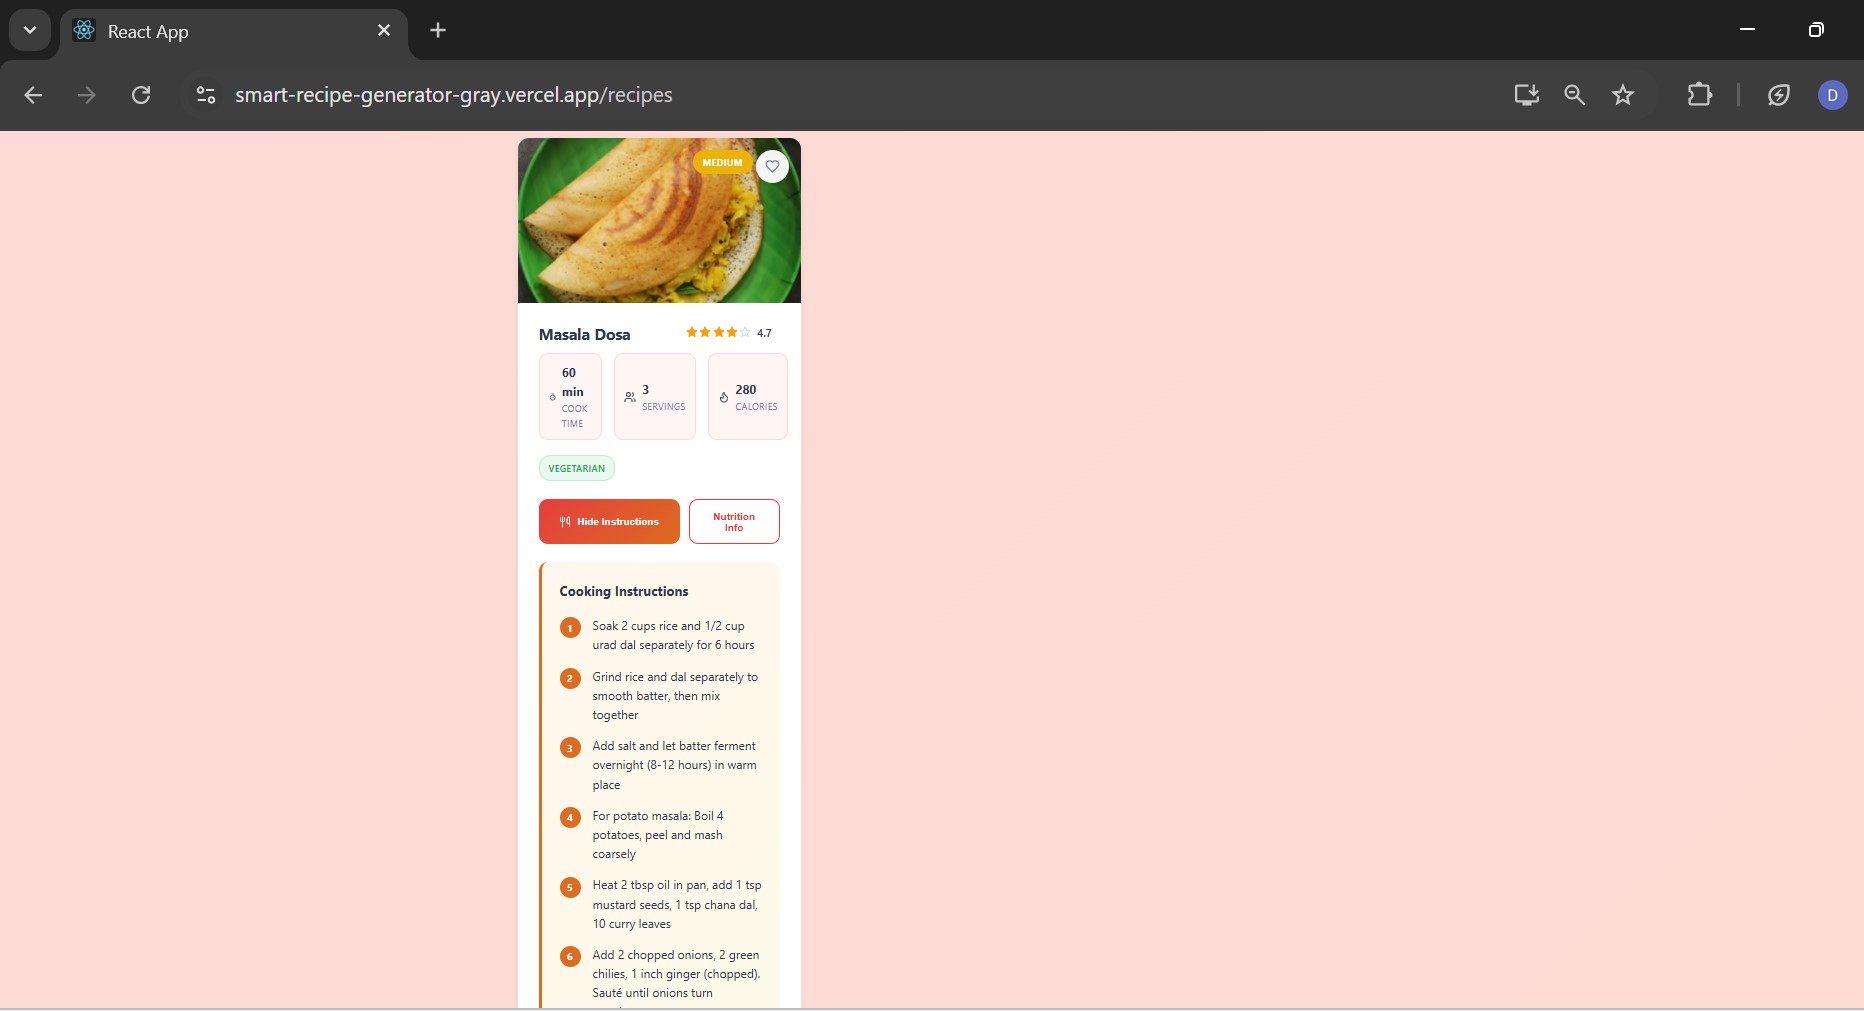 React App
smart-recipe-generator-gray.vercel.app/recipes
D
MEDIUM
Masala Dosa
4.7
60
min
COOK
TIME
3
SERVINGS
280
CALORIES
VEGETARIAN
Hide Instructions
Nutrition
Info
Cooking Instructions
1 Soak 2 cups rice and 1/2 cup
urad dal separately for 6 hours
2 Grind rice and dal separately to
smooth batter, then mix
together
3 Add salt and let batter ferment
overnight (8-12 hours) in warm
place
4 For potato masala: Boil 4
potatoes, peel and mash
coarsely
5 Heat 2 tbsp oil in pan, add 1 tsp
mustard seeds, 1 tsp chana dal,
10 curry leaves
6 Add 2 chopped onions, 2 green
chilies, 1 inch ginger (chopped).
Sauté until onions turn